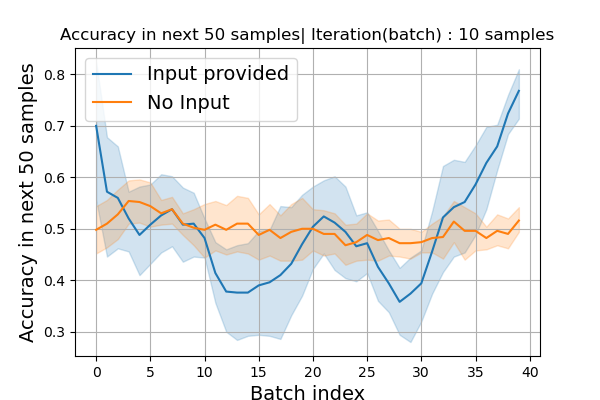 Accuracy in next 50 samples| Iteration(batch) : 10 samples
Accuracy in next 50 samples
0.8
0.7
0.6
0.5
0.4
0.3
Input provided
No Input
0 5 10 15 20 25 30 35 40
Batch index